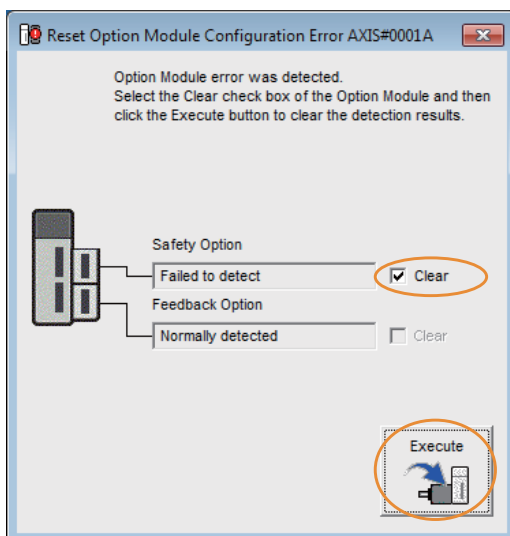 Reset Option Module Configuration Error AXIS#0001A
Option Module error was detected.
Select the Clear check box of the Option Module and then
click the Execute button to clear the detection results.
Safety Option
Failed to detect
Clear
Feedback Option
Normally detected
Clear
Execute